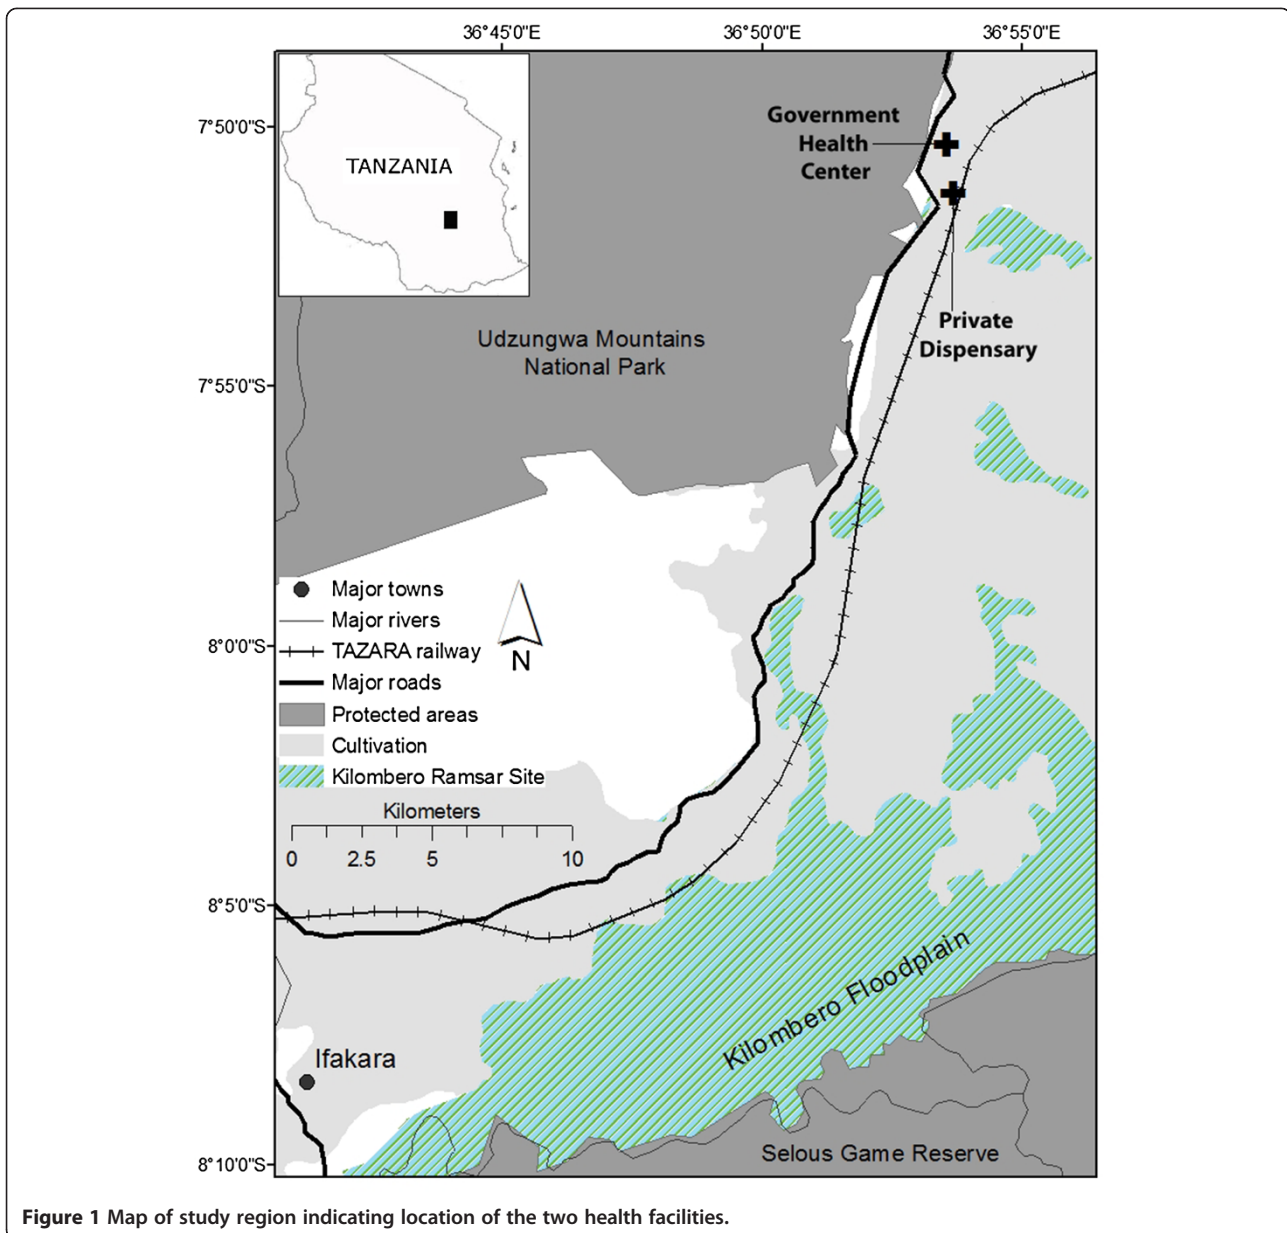 36°45'0"E
36°50'0"E
36°55'0"E
7°50'0"S
7°55'0"S
8°0'0"S
8°5'0"S
8°10'0"S
TANZANIA
Government
Health
Center
Private
Dispensary
Udzungwa Mountains
National Park
Major towns
Major rivers
TAZARA railway
Major roads
Protected areas
Cultivation
Kilombero Ramsar Site
N
Kilometers
0 2.5 5 10
Kilombero Floodplain
Ifakara
Selous Game Reserve
Figure 1 Map of study region indicating location of the two health facilities.